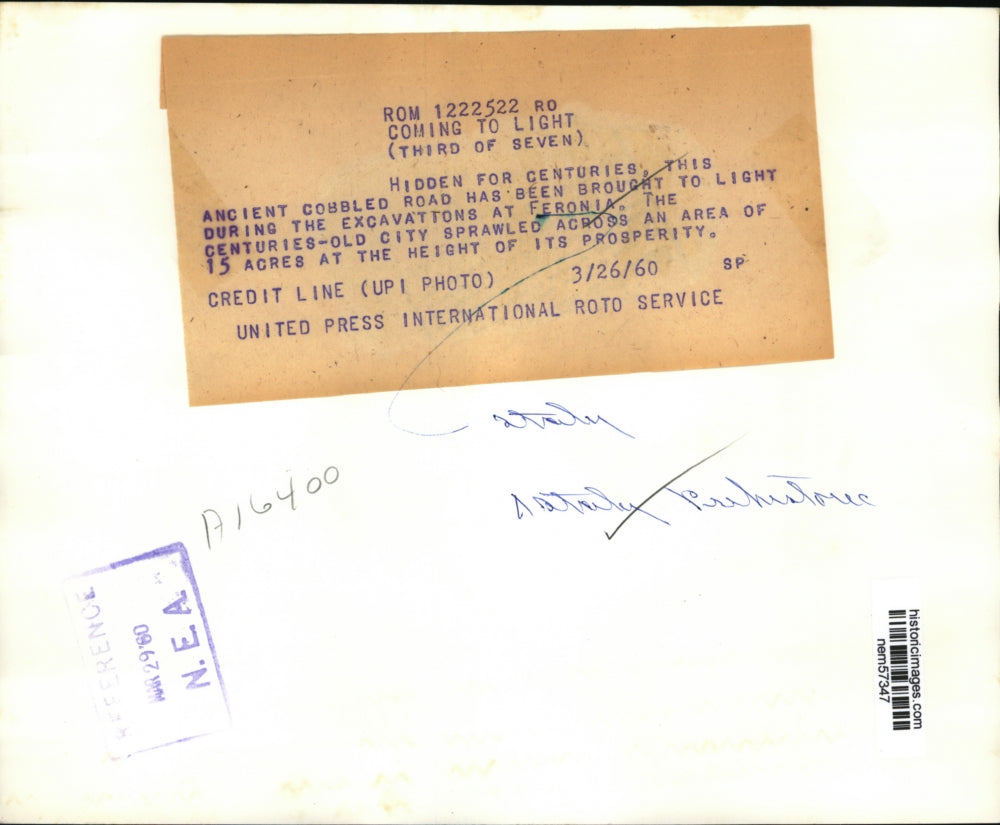 ROM 1222522 RO
COMING TO LIGHT
(THIRD OF SEVEN)
HIDDEN FOR CENTURIES, THIS
ANCIENT COBBLED ROAD HAS BEEN BROUGHT TO LIGHT
DURING THE EXCAVATTONS AT FERONIA. THE
CENTURIES-OLD CITY SPRAWLED ACROSS AN AREA OF
15 ACRES AT THE HEIGHT OF ITS PROSPERITY.
CREDIT LINE (UPI PHOTO) 3/26/60 SP
UNITED PRESS INTERNATIONAL ROTO SERVICE
Italy
Italy Prehistoric
A16400
REFERENCE
MAR 29 '60
N.E.A.
historicimages.com
nem57347